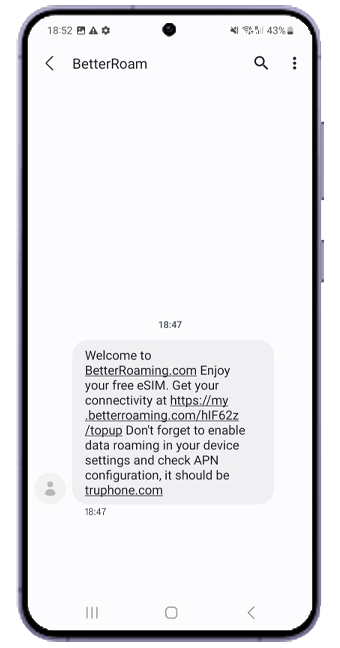 18:52 43%
BetterRoam
18:47
Welcome to
BetterRoaming.com Enjoy
your free eSIM. Get your
connectivity at https://my
.betterroaming.com/hIF62z
/topup Don't forget to enable
data roaming in your device
settings and check APN
configuration, it should be
truphone.com
18:47